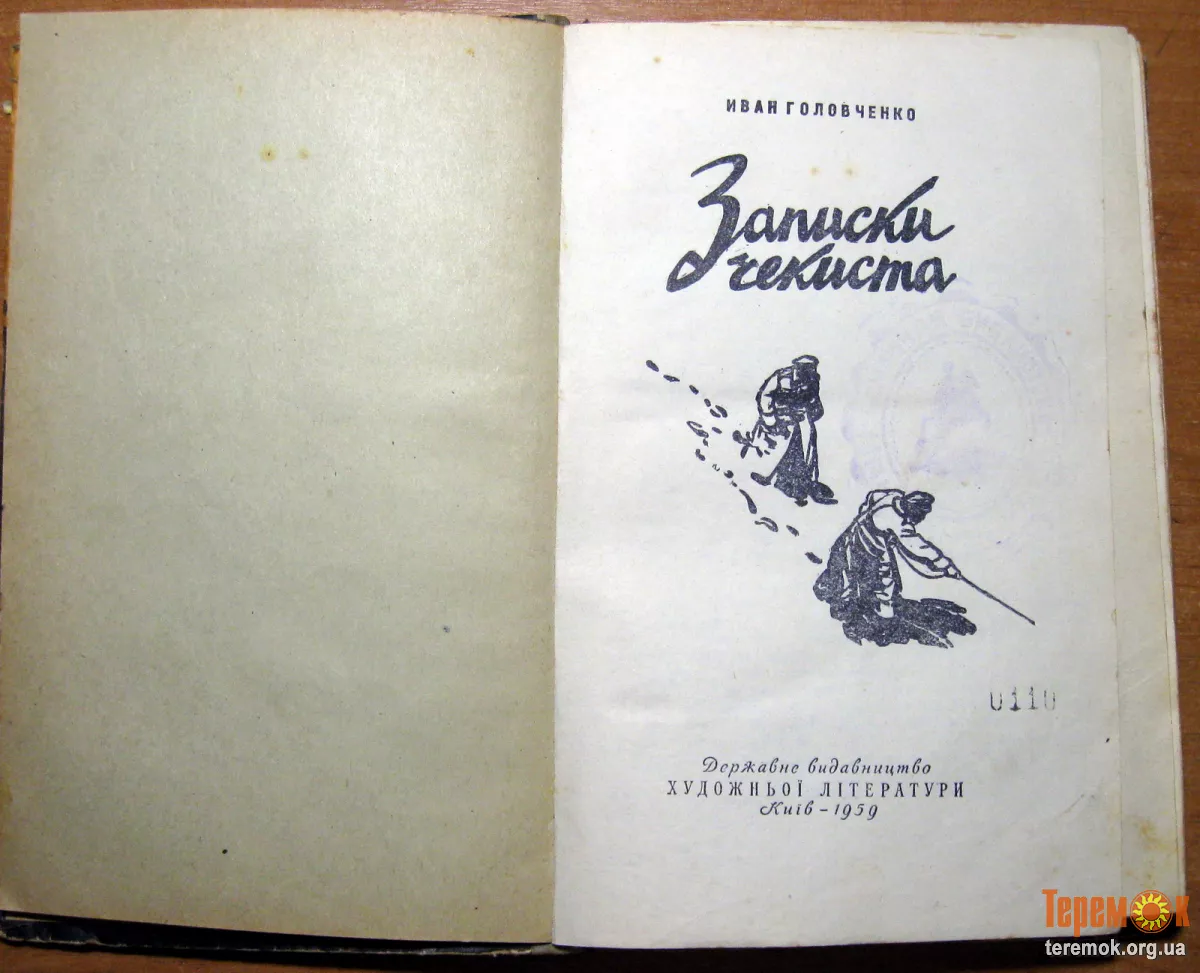 ИВАН ГОЛОВЧЕНКО
Записки
чекиста
0110
Державне видавництво
ХУДОЖНЬОЇ ЛІТЕРАТУРИ
Київ – 1959
Теремок
teremok.org.ua